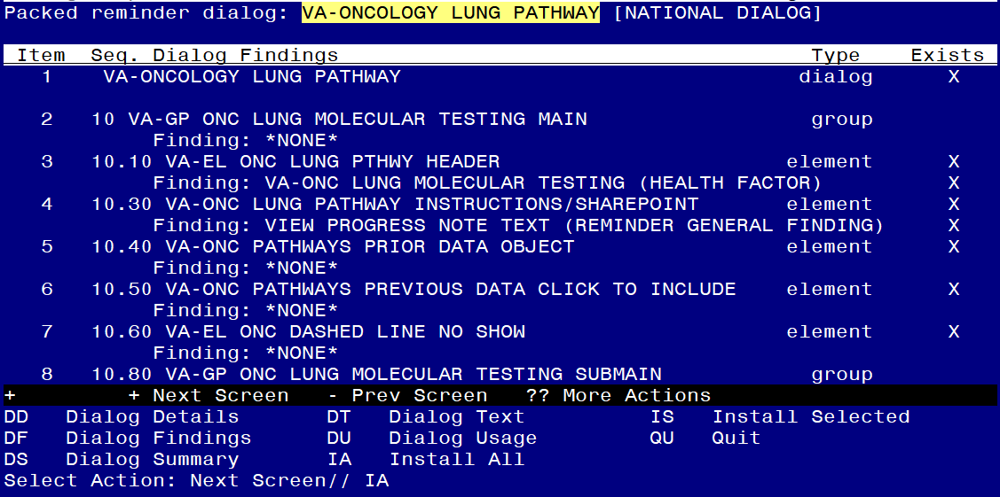 Packed reminder dialog: VA-ONCOLOGY LUNG PATHWAY [NATIONAL DIALOG]
Item Seq. Dialog Findings Type Exists
1 VA-ONCOLOGY LUNG PATHWAY dialog X
2 10 VA-GP ONC LUNG MOLECULAR TESTING MAIN group
Finding: *NONE*
3 10.10 VA-EL ONC LUNG PTHWY HEADER element X
Finding: VA-ONC LUNG MOLECULAR TESTING (HEALTH FACTOR) X
4 10.30 VA-ONC LUNG PATHWAY INSTRUCTIONS/SHAREPOINT element X
Finding: VIEW PROGRESS NOTE TEXT (REMINDER GENERAL FINDING) X
5 10.40 VA-ONC PATHWAYS PRIOR DATA OBJECT element X
Finding: *NONE*
6 10.50 VA-ONC PATHWAYS PREVIOUS DATA CLICK TO INCLUDE element X
Finding: *NONE*
7 10.60 VA-EL ONC DASHED LINE NO SHOW element X
Finding: *NONE*
8 10.80 VA-GP ONC LUNG MOLECULAR TESTING SUBMAIN group
+ + Next Screen - Prev Screen ?? More Actions
DD Dialog Details DT Dialog Text IS Install Selected
DF Dialog Findings DU Dialog Usage QU Quit
DS Dialog Summary IA Install All
Select Action: Next Screen// IA